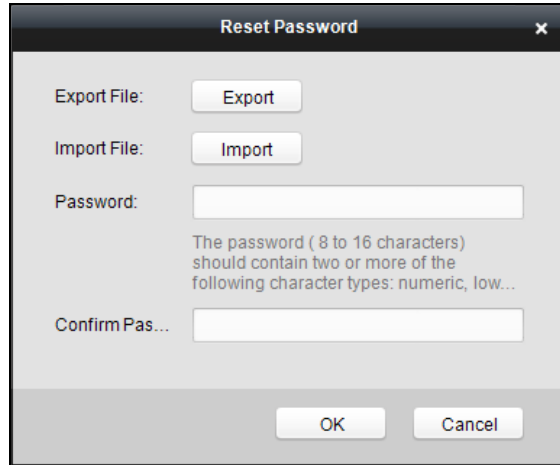 Reset Password ×
Export File: Export
Import File: Import
Password:
The password ( 8 to 16 characters)
should contain two or more of the
following character types: numeric, low...
Confirm Pas...
OK Cancel